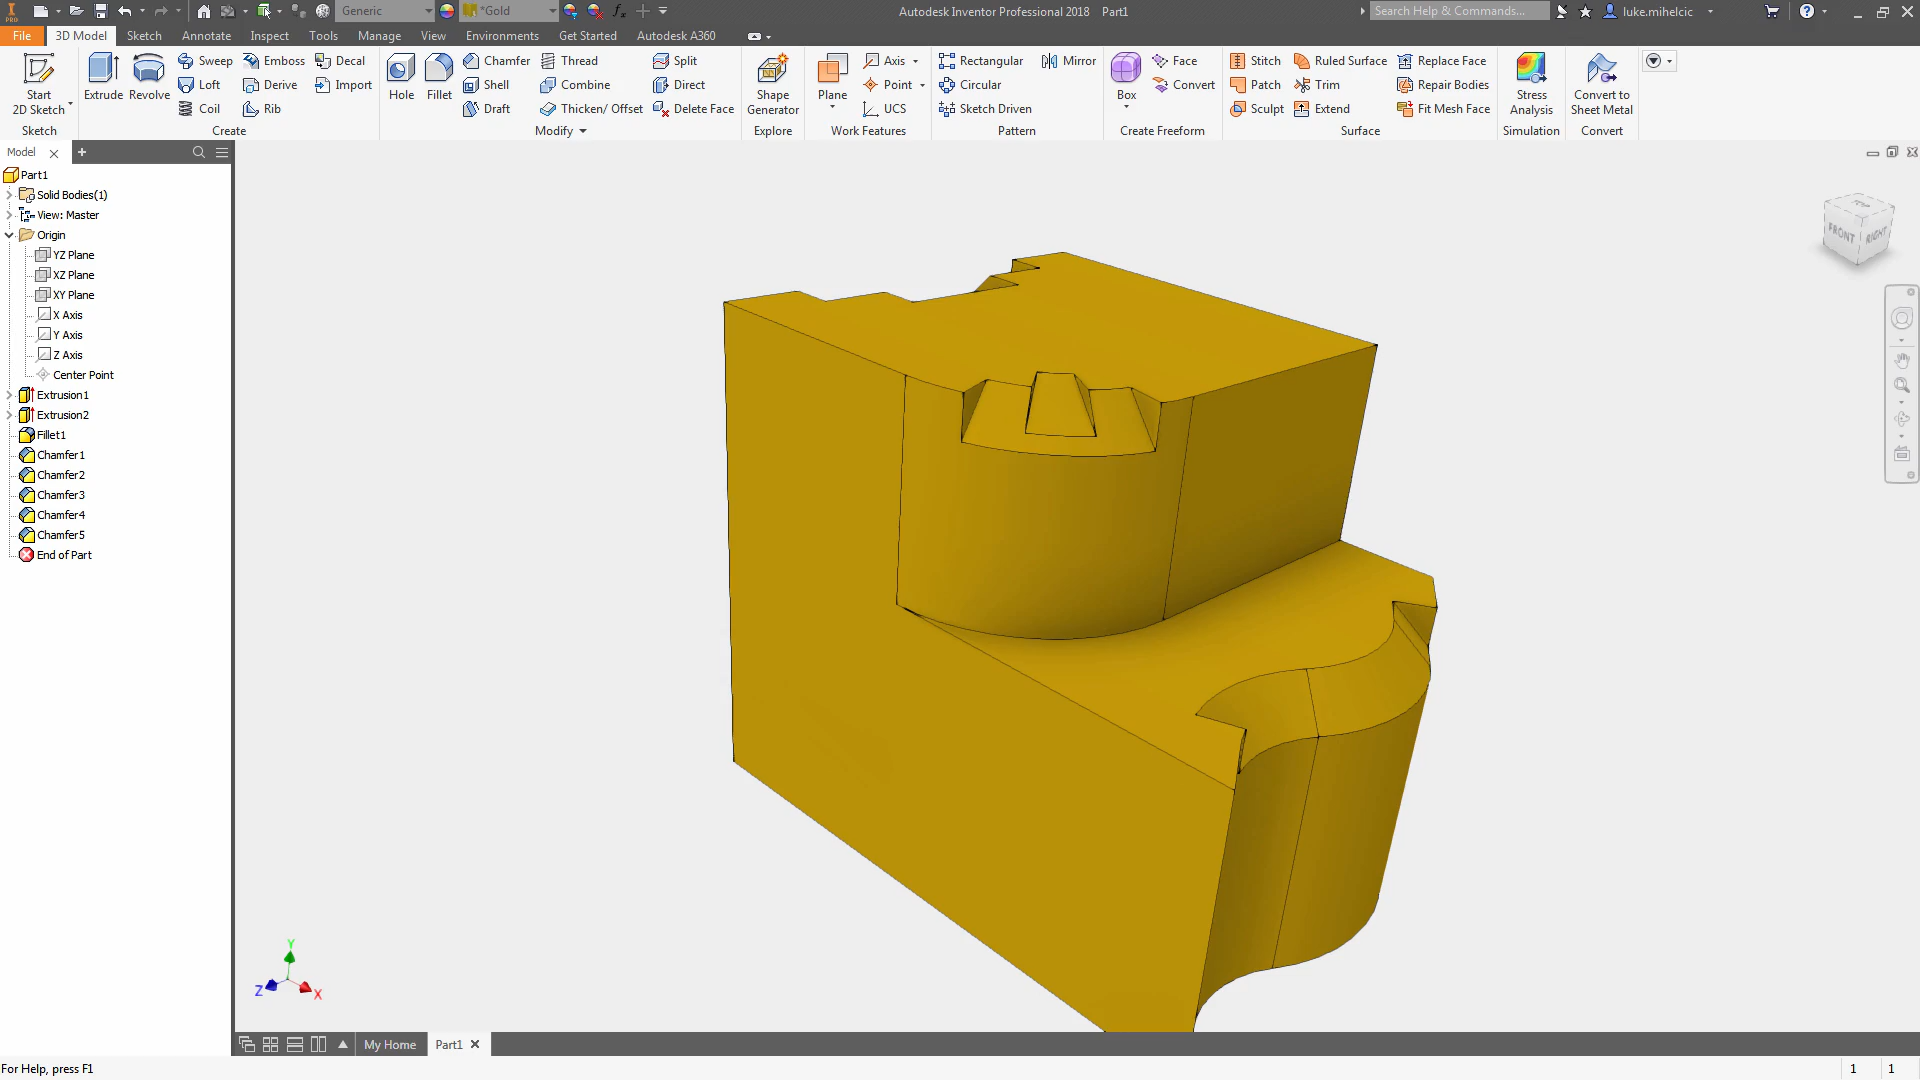 Generic
*Gold
Autodesk Inventor Professional 2018 Part1
Search Help & Commands...
luke.mihelcic
PRO
File 3D Model Sketch Annotate Inspect Tools Manage View Environments Get Started Autodesk A360
Start 2D Sketch
Sketch
Extrude Revolve
Sweep Emboss Decal
Loft Derive Import
Coil Rib
Create
Hole Fillet
Chamfer Thread Split
Shell Combine Direct
Draft Thicken/ Offset Delete Face
Modify
Shape Generator
Explore
Plane
Axis
Point
UCS
Work Features
Rectangular Mirror
Circular
Sketch Driven
Pattern
Box
Face
Convert
Create Freeform
Stitch Ruled Surface Replace Face
Patch Trim Repair Bodies
Sculpt Extend Fit Mesh Face
Surface
Stress Analysis
Simulation
Convert to Sheet Metal
Convert
Model
Part1
Solid Bodies(1)
View: Master
Origin
YZ Plane
XZ Plane
XY Plane
X Axis
Y Axis
Z Axis
Center Point
Extrusion1
Extrusion2
Fillet1
Chamfer1
Chamfer2
Chamfer3
Chamfer4
Chamfer5
End of Part
TOP
FRONT RIGHT
Y
Z
X
My Home Part1
For Help, press F1
1 1